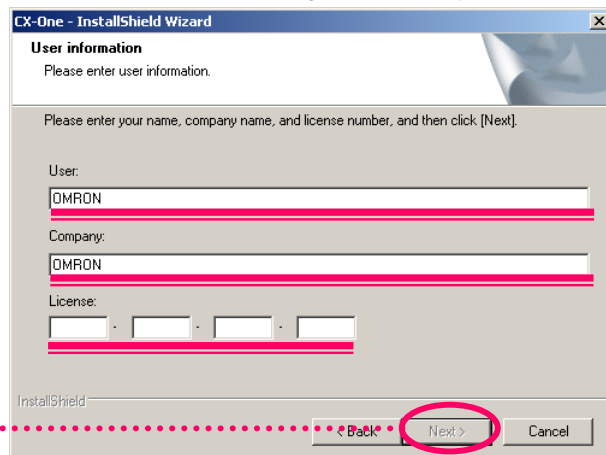 CX-One - InstallShield Wizard
User information
Please enter user information.
Please enter your name, company name, and license number, and then click [Next].
User:
OMRON
Company:
OMRON
License:
- - -
InstallShield
< Back Next > Cancel